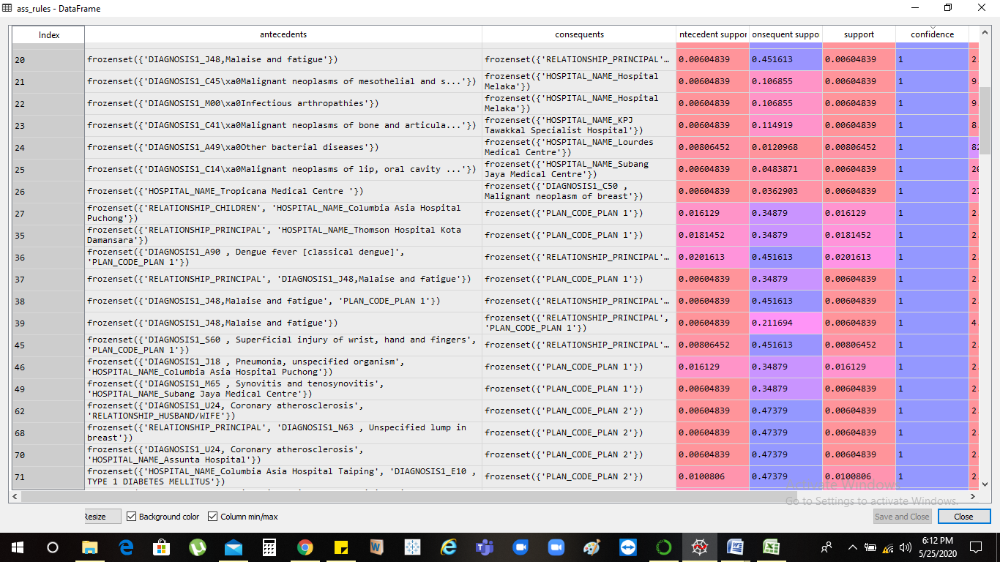 ass_rules - DataFrame
Index antecedents consequents ntecedent suppor onsequent suppo support confidence
20 frozenset({'DIAGNOSIS1_J48,Malaise and fatigue'}) frozenset({'RELATIONSHIP_PRINCIPAL'… 0.00604839 0.451613 0.00604839 1 2.
21 frozenset({'DIAGNOSIS1_C45\xa0Malignant neoplasms of mesothelial and s...'}) frozenset({'HOSPITAL_NAME_Hospital 0.00604839 0.106855 0.00604839 1 9.
Melaka'})
22 frozenset({'DIAGNOSIS1_M00\xa0Infectious arthropathies'}) frozenset({'HOSPITAL_NAME_Hospital 0.00604839 0.106855 0.00604839 1 9.
Melaka'})
23 frozenset({'DIAGNOSIS1_C41\xa0Malignant neoplasms of bone and articula...'}) frozenset({'HOSPITAL_NAME_KPJ 0.00604839 0.114919 0.00604839 1 8.
Tawakkal Specialist Hospital'})
24 frozenset({'DIAGNOSIS1_A49\xa0Other bacterial diseases'}) frozenset({'HOSPITAL_NAME_Lourdes 0.00806452 0.0120968 0.00806452 1 82
Medical Centre'})
25 frozenset({'DIAGNOSIS1_C14\xa0Malignant neoplasms of lip, oral cavity ...'}) frozenset({'HOSPITAL_NAME_Subang 0.00604839 0.0483871 0.00604839 1 20
Jaya Medical Centre'})
26 frozenset({'HOSPITAL_NAME_Tropicana Medical Centre '}) frozenset({'DIAGNOSIS1_C50 , 0.00604839 0.0362903 0.00604839 1 27
Malignant neoplasm of breast'})
27 frozenset({'RELATIONSHIP_CHILDREN', 'HOSPITAL_NAME_Columbia Asia Hospital frozenset({'PLAN_CODE_PLAN 1'}) 0.016129 0.34879 0.016129 1 2.
Puchong'})
35 frozenset({'RELATIONSHIP_PRINCIPAL', 'HOSPITAL_NAME_Thomson Hospital Kota frozenset({'PLAN_CODE_PLAN 1'}) 0.0181452 0.34879 0.0181452 1 2.
Damansara'})
36 frozenset({'DIAGNOSIS1_A90 , Dengue fever [classical dengue]', frozenset({'RELATIONSHIP_PRINCIPAL'… 0.0201613 0.451613 0.0201613 1 2.
'PLAN_CODE_PLAN 1'})
37 frozenset({'RELATIONSHIP_PRINCIPAL', 'DIAGNOSIS1_J48,Malaise and fatigue'}) frozenset({'PLAN_CODE_PLAN 1'}) 0.00604839 0.34879 0.00604839 1 2.
38 frozenset({'DIAGNOSIS1_J48,Malaise and fatigue', 'PLAN_CODE_PLAN 1'}) frozenset({'RELATIONSHIP_PRINCIPAL'… 0.00604839 0.451613 0.00604839 1 2.
39 frozenset({'DIAGNOSIS1_J48,Malaise and fatigue'}) frozenset({'RELATIONSHIP_PRINCIPAL', 0.00604839 0.211694 0.00604839 1 4.
'PLAN_CODE_PLAN 1'})
45 frozenset({'DIAGNOSIS1_S60 , Superficial injury of wrist, hand and fingers', frozenset({'RELATIONSHIP_PRINCIPAL'… 0.00806452 0.451613 0.00806452 1 2.
'PLAN_CODE_PLAN 1'})
46 frozenset({'DIAGNOSIS1_J18 , Pneumonia, unspecified organism', frozenset({'PLAN_CODE_PLAN 1'}) 0.016129 0.34879 0.016129 1 2.
'HOSPITAL_NAME_Columbia Asia Hospital Puchong'})
49 frozenset({'DIAGNOSIS1_M65 , Synovitis and tenosynovitis', frozenset({'PLAN_CODE_PLAN 1'}) 0.00604839 0.34879 0.00604839 1 2.
'HOSPITAL_NAME_Subang Jaya Medical Centre'})
62 frozenset({'DIAGNOSIS1_U24, Coronary atherosclerosis', frozenset({'PLAN_CODE_PLAN 2'}) 0.00604839 0.47379 0.00604839 1 2.
'RELATIONSHIP_HUSBAND/WIFE'})
68 frozenset({'RELATIONSHIP_PRINCIPAL', 'DIAGNOSIS1_N63 , Unspecified lump in frozenset({'PLAN_CODE_PLAN 2'}) 0.00604839 0.47379 0.00604839 1 2.
breast'})
70 frozenset({'DIAGNOSIS1_U24, Coronary atherosclerosis', frozenset({'PLAN_CODE_PLAN 2'}) 0.00604839 0.47379 0.00604839 1 2.
'HOSPITAL_NAME_Assunta Hospital'})
71 frozenset({'HOSPITAL_NAME_Columbia Asia Hospital Taiping', 'DIAGNOSIS1_E10 , frozenset({'PLAN_CODE_PLAN 2'}) 0.0100806 0.47379 0.0100806 1 2.
TYPE 1 DIABETES MELLITUS'})
Activate Windows
Go to Settings to activate Windows.
Resize Background color Column min/max Save and Close Close
6:12 PM
5/25/2020